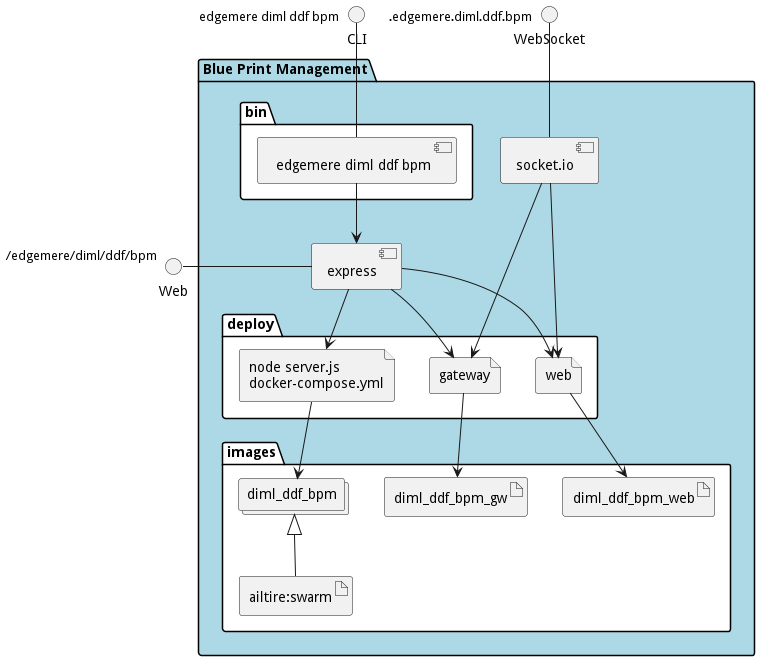 edgemere diml ddf bpm
.edgemere.diml.ddf.bpm
CLI
WebSocket
Blue Print Management
bin
edgemere diml ddf bpm
socket.io
/edgemere/diml/ddf/bpm
Web
express
deploy
node server.js
docker-compose.yml
gateway
web
images
diml_ddf_bpm
diml_ddf_bpm_gw
diml_ddf_bpm_web
ailtire:swarm